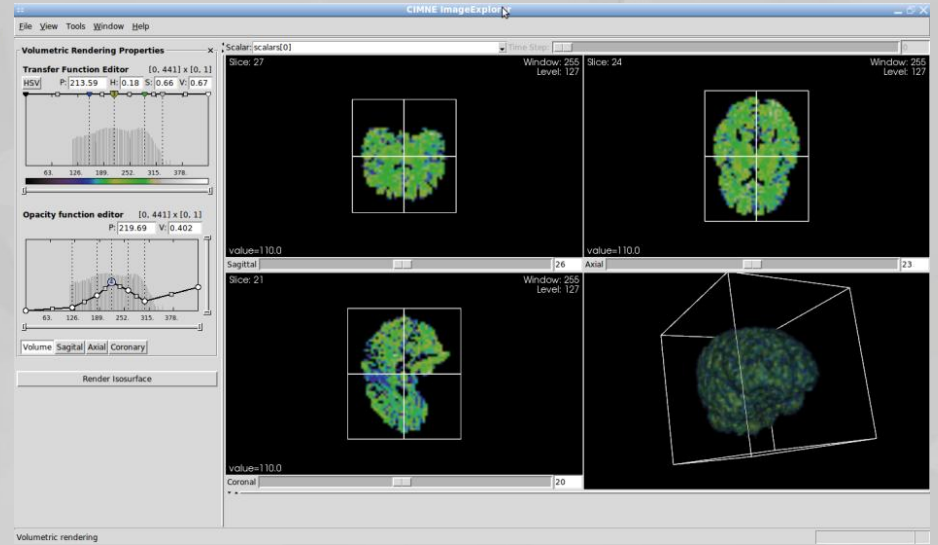 CIMNE ImageExplorer
File View Tools Window Help
Volumetric Rendering Properties
Transfer Function Editor [0, 441] x [0, 1]
HSV P: 213.59 H: 0.18 S: 0.66 V: 0.67
63. 126. 189. 252. 315. 378.
Opacity function editor [0, 441] x [0, 1]
P: 219.69 V: 0.402
63. 126. 189. 252. 315. 378.
Volume Sagital Axial Coronary
Render Isosurface
Scalar: scalars[0] Time Step: 0
Slice: 27 Window: 255
Level: 127
value=110.0
Sagittal 26
Slice: 24 Window: 255
Level: 127
value=110.0
Axial 23
Slice: 21 Window: 255
Level: 127
value=110.0
Coronal 20
Volumetric rendering